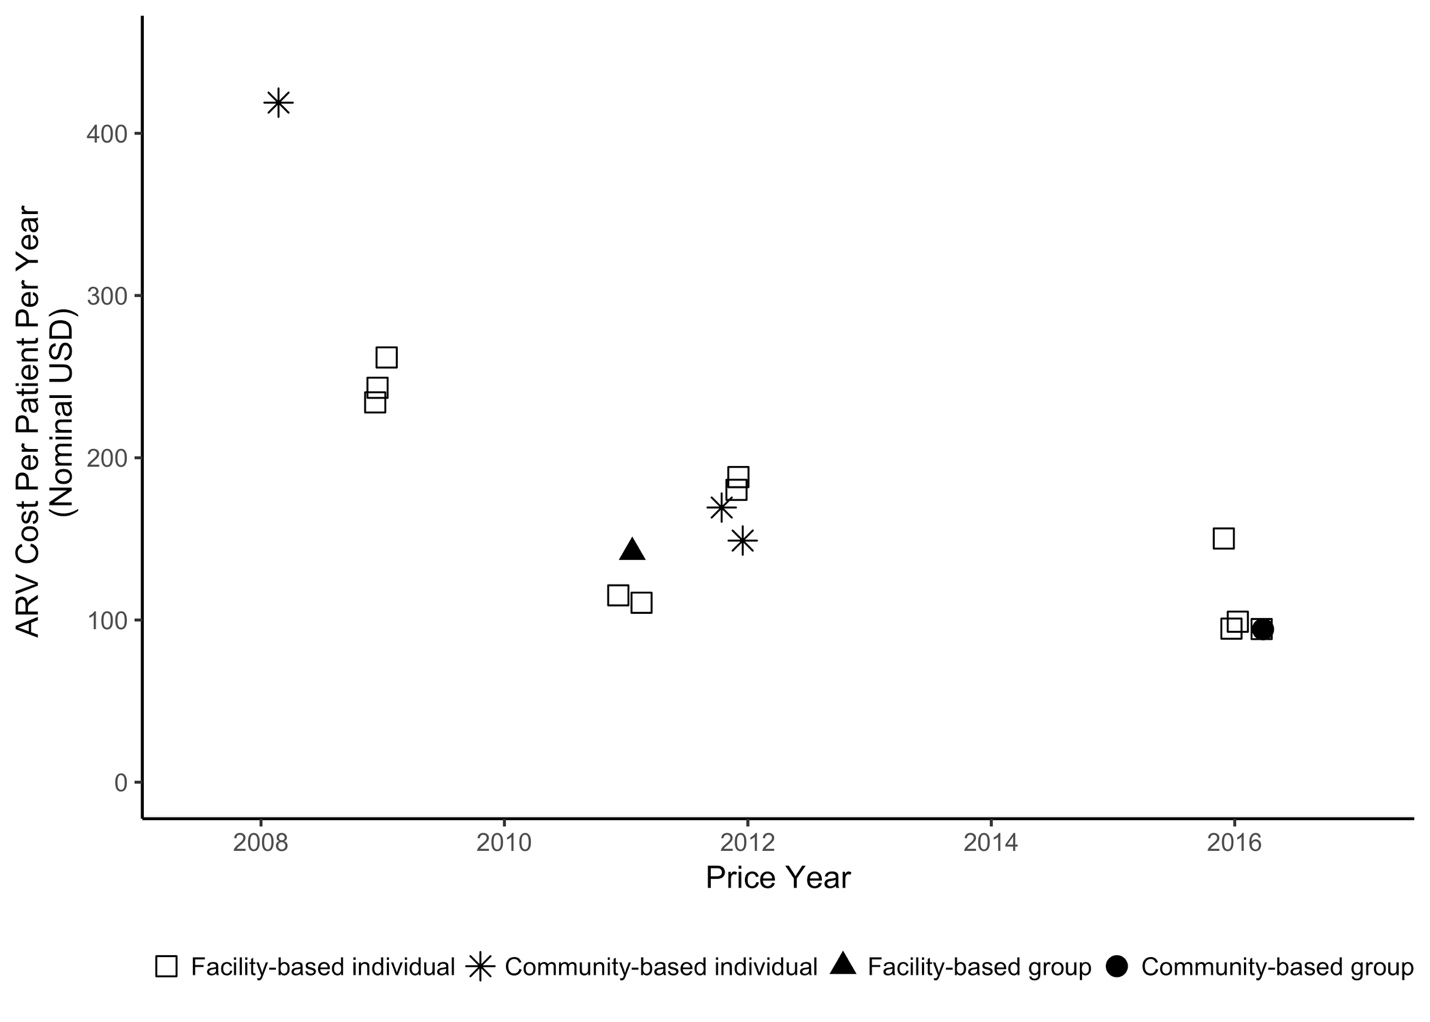 ARV Cost Per Patient Per Year
(Nominal USD)
400
300
200
100
0
2008 2010 2012 2014 2016
Price Year
Facility-based individual Community-based individual Facility-based group Community-based group